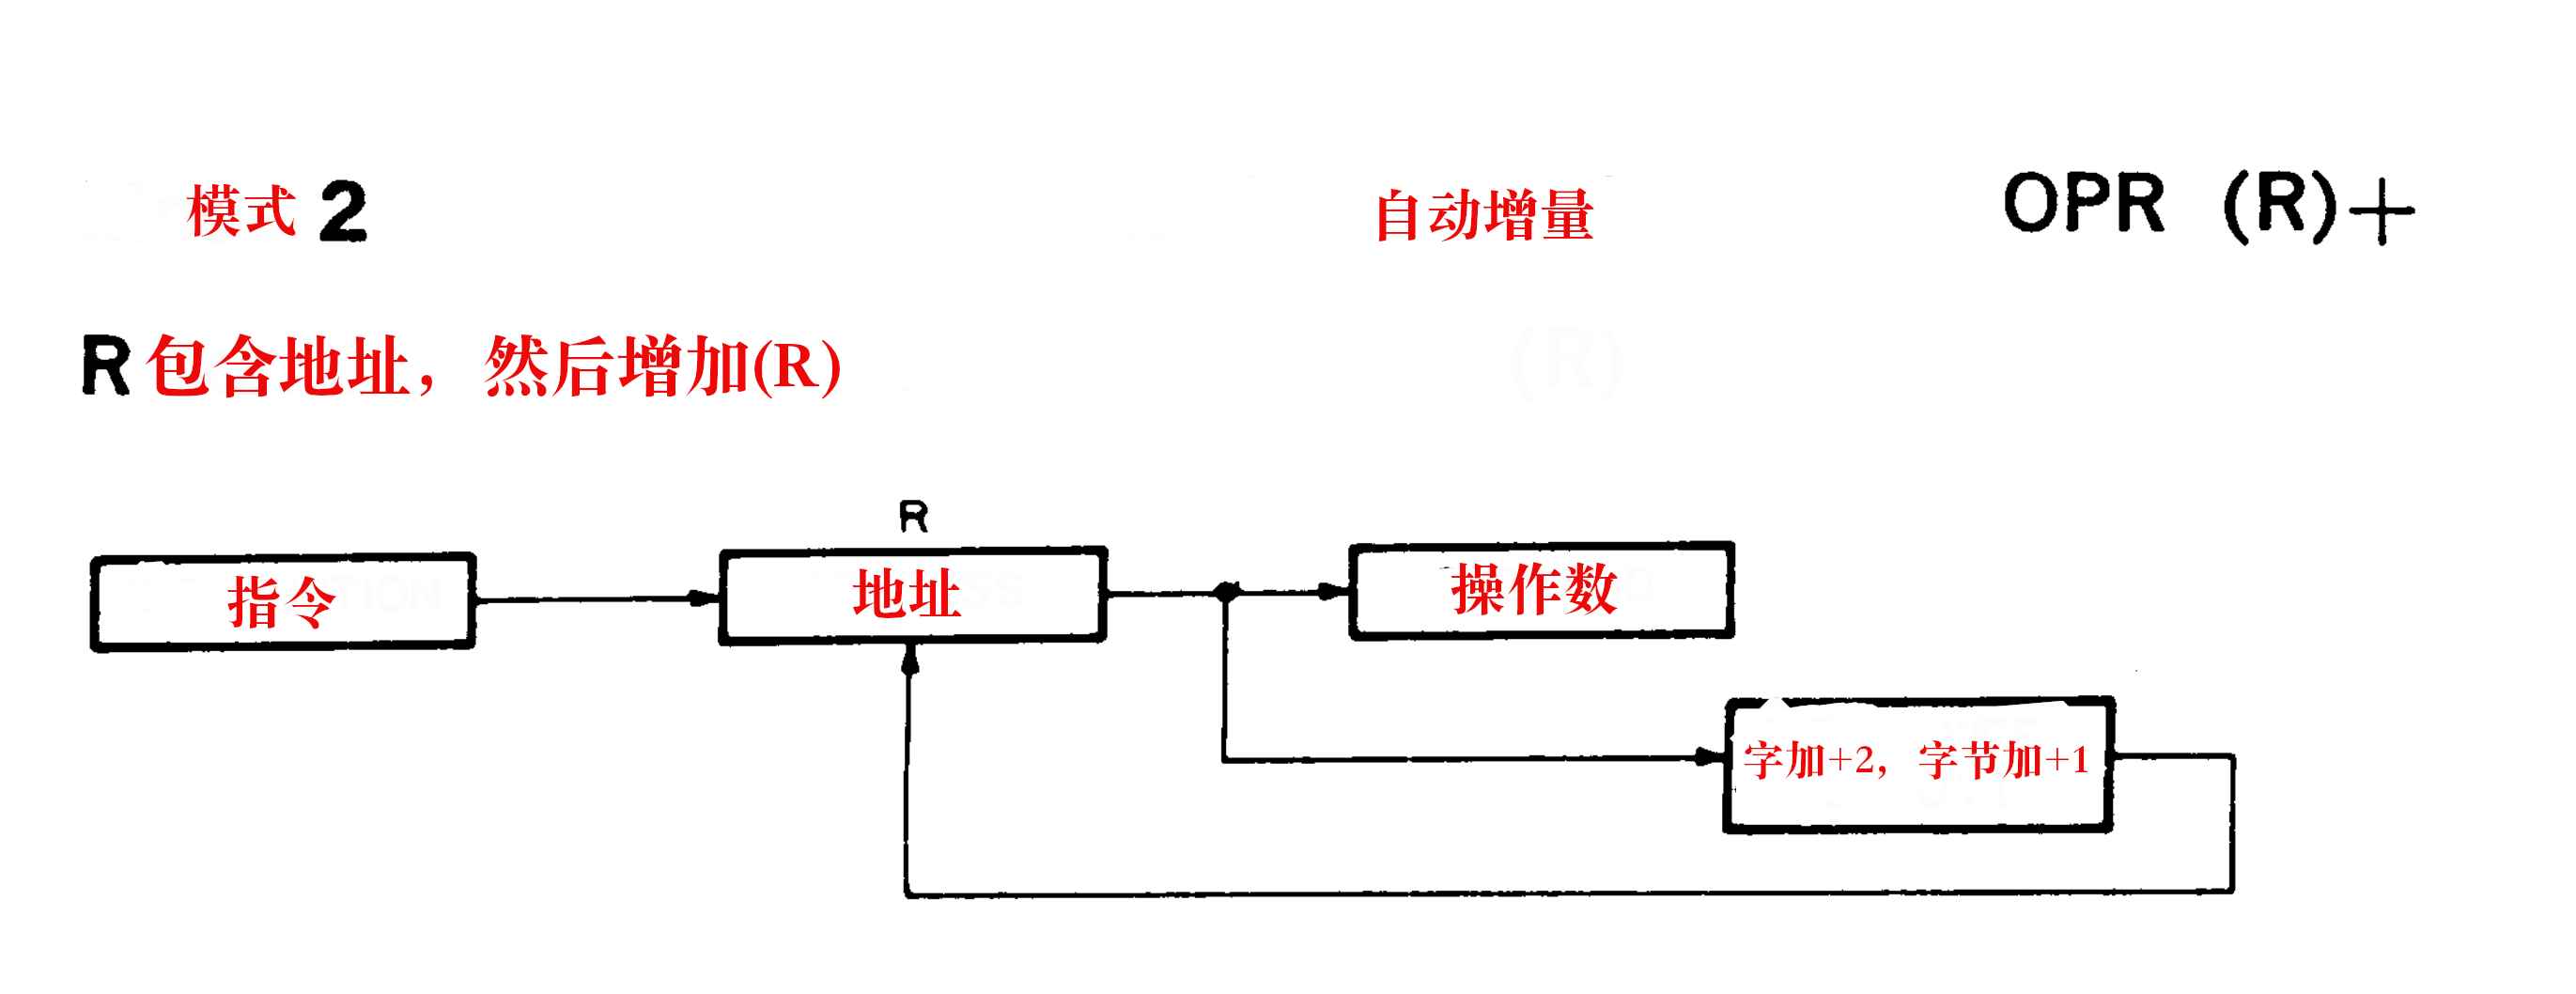 模式 2 自动增量 OPR (R)+
R 包含地址，然后增加(R)
R
指令 地址 操作数
字加+2，字节加+1